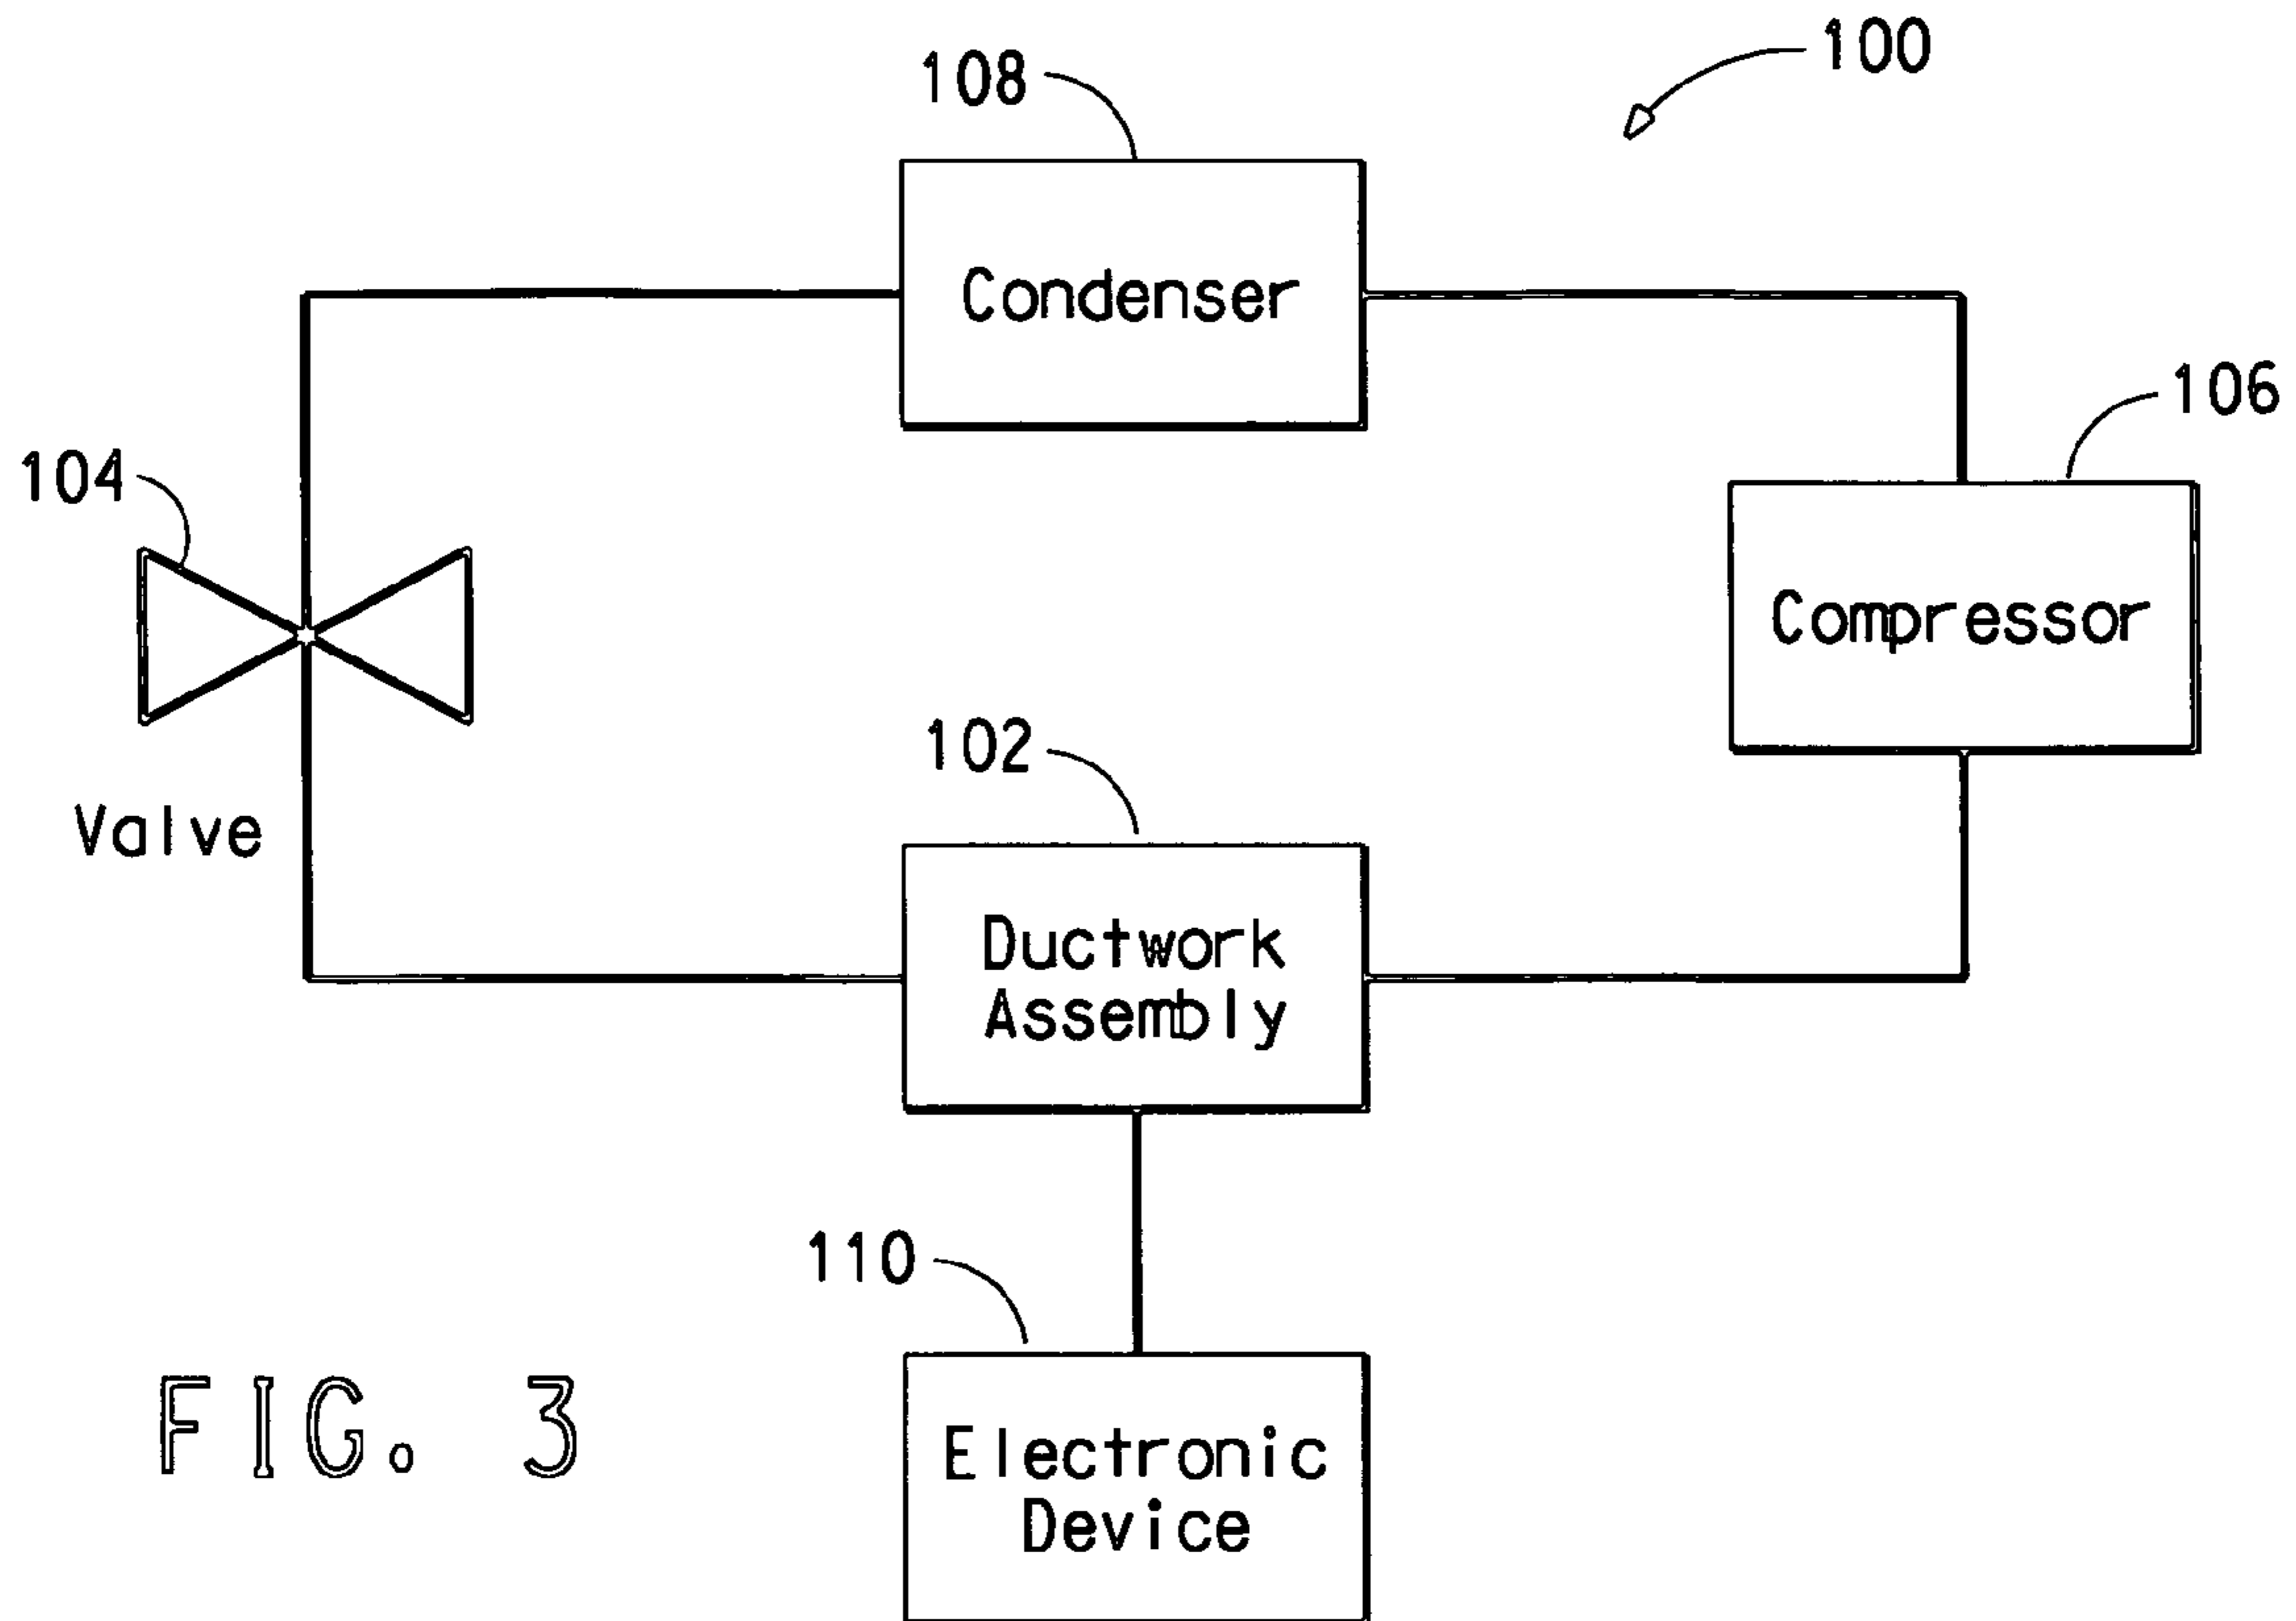 100
108
Condenser
106
104
Compressor
102
Valve
Ductwork
Assembly
110
Electronic
Device
FIG. 3